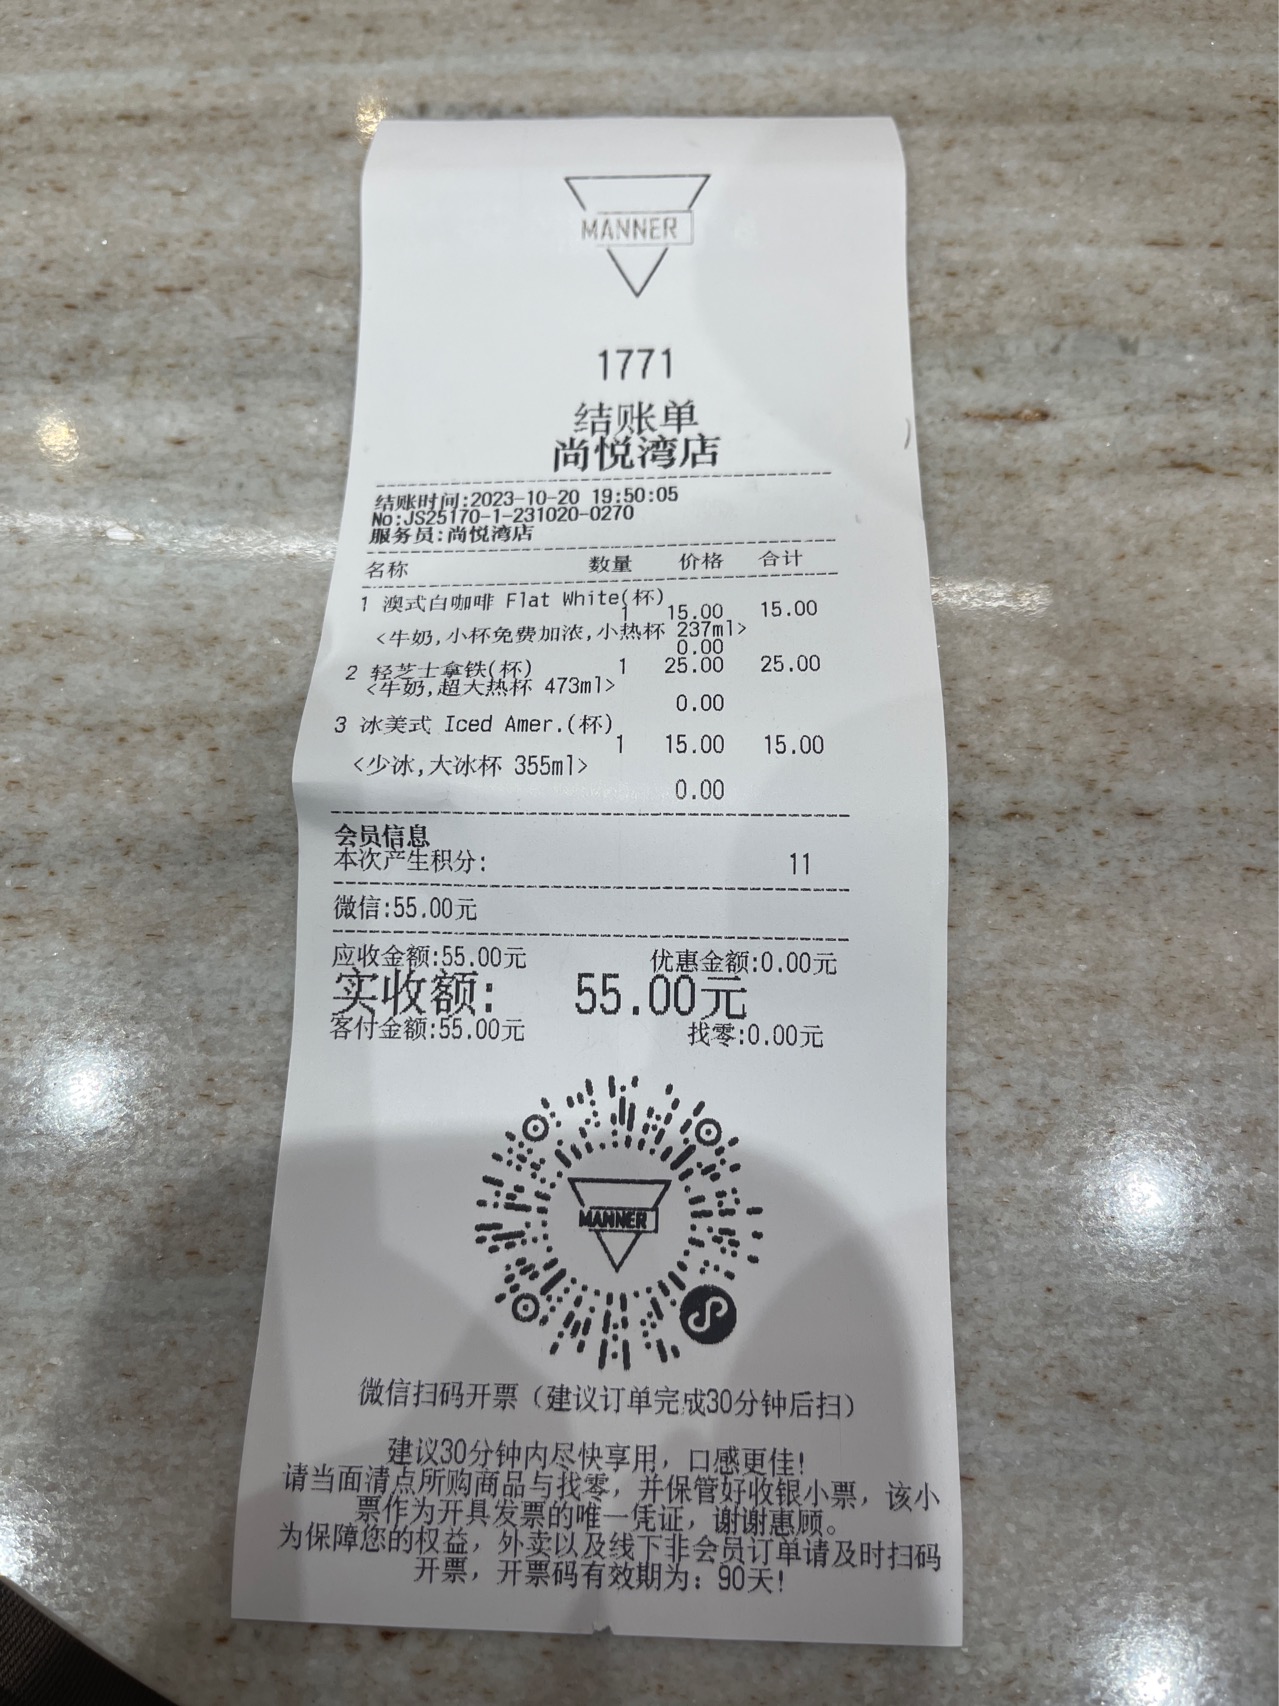 MANNER
1771
结账单
尚悦湾店
结账时间:2023-10-20 19:50:05
No:JS25170-1-231020-0270
服务员:尚悦湾店
名称 数量 价格 合计
1 澳式白咖啡 Flat White(杯)
1 15.00 15.00
<牛奶,小杯免费加浓,小热杯 237ml>
0.00
2 轻芝士拿铁(杯) 1 25.00 25.00
<牛奶,超大热杯 473ml>
0.00
3 冰美式 Iced Amer.(杯)
1 15.00 15.00
<少冰,大冰杯 355ml>
0.00
会员信息
本次产生积分: 11
微信:55.00元
应收金额:55.00元 优惠金额:0.00元
实收额: 55.00元
客付金额:55.00元 找零:0.00元
MANNER
微信扫码开票（建议订单完成30分钟后扫）
建议30分钟内尽快享用，口感更佳!
请当面清点所购商品与找零，并保管好收银小票，该小
票作为开具发票的唯一凭证，谢谢惠顾。
为保障您的权益，外卖以及线下非会员订单请及时扫码
开票，开票码有效期为：90天!